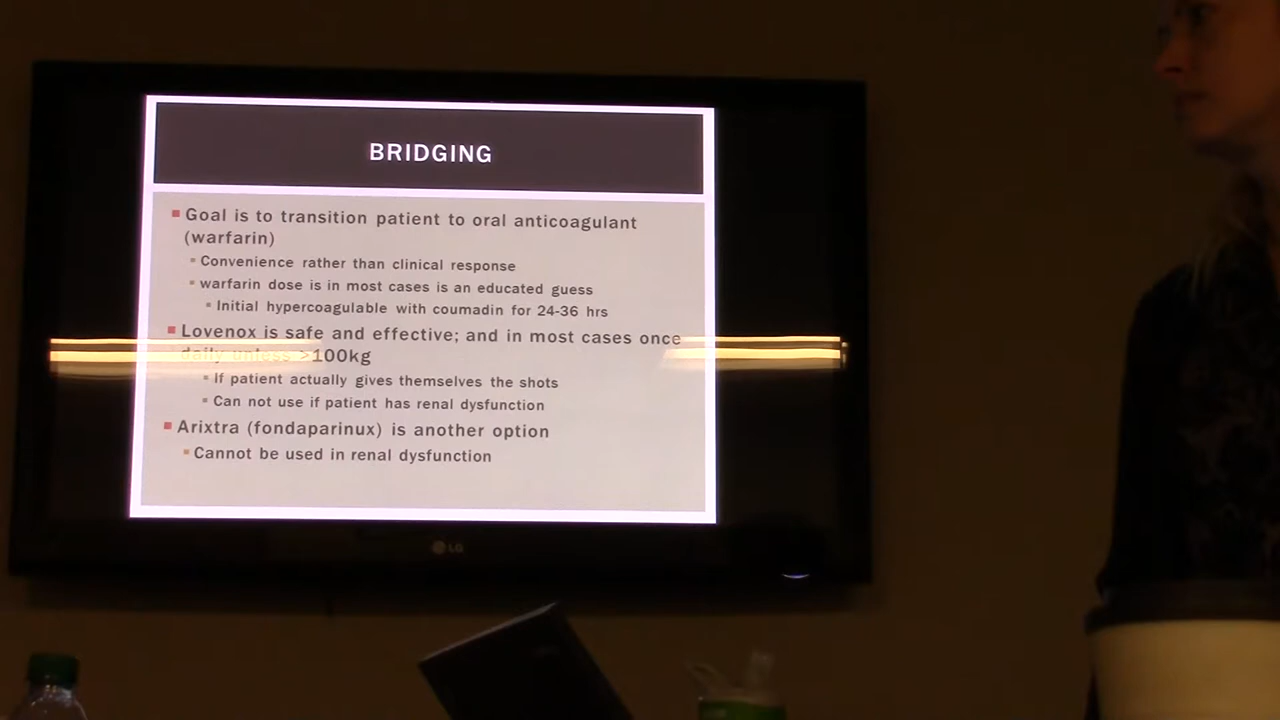 BRIDGING
Goal is to transition patient to oral anticoagulant
(warfarin)
Convenience rather than clinical response
warfarin dose is in most cases is an educated guess
Initial hypercoagulable with coumadin for 24-36 hrs
Lovenox is safe and effective; and in most cases once
daily unless >100kg
If patient actually gives themselves the shots
Can not use if patient has renal dysfunction
Arixtra (fondaparinux) is another option
Cannot be used in renal dysfunction
LG